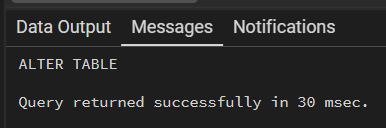 Data Output Messages Notifications
ALTER TABLE
Query returned successfully in 30 msec.